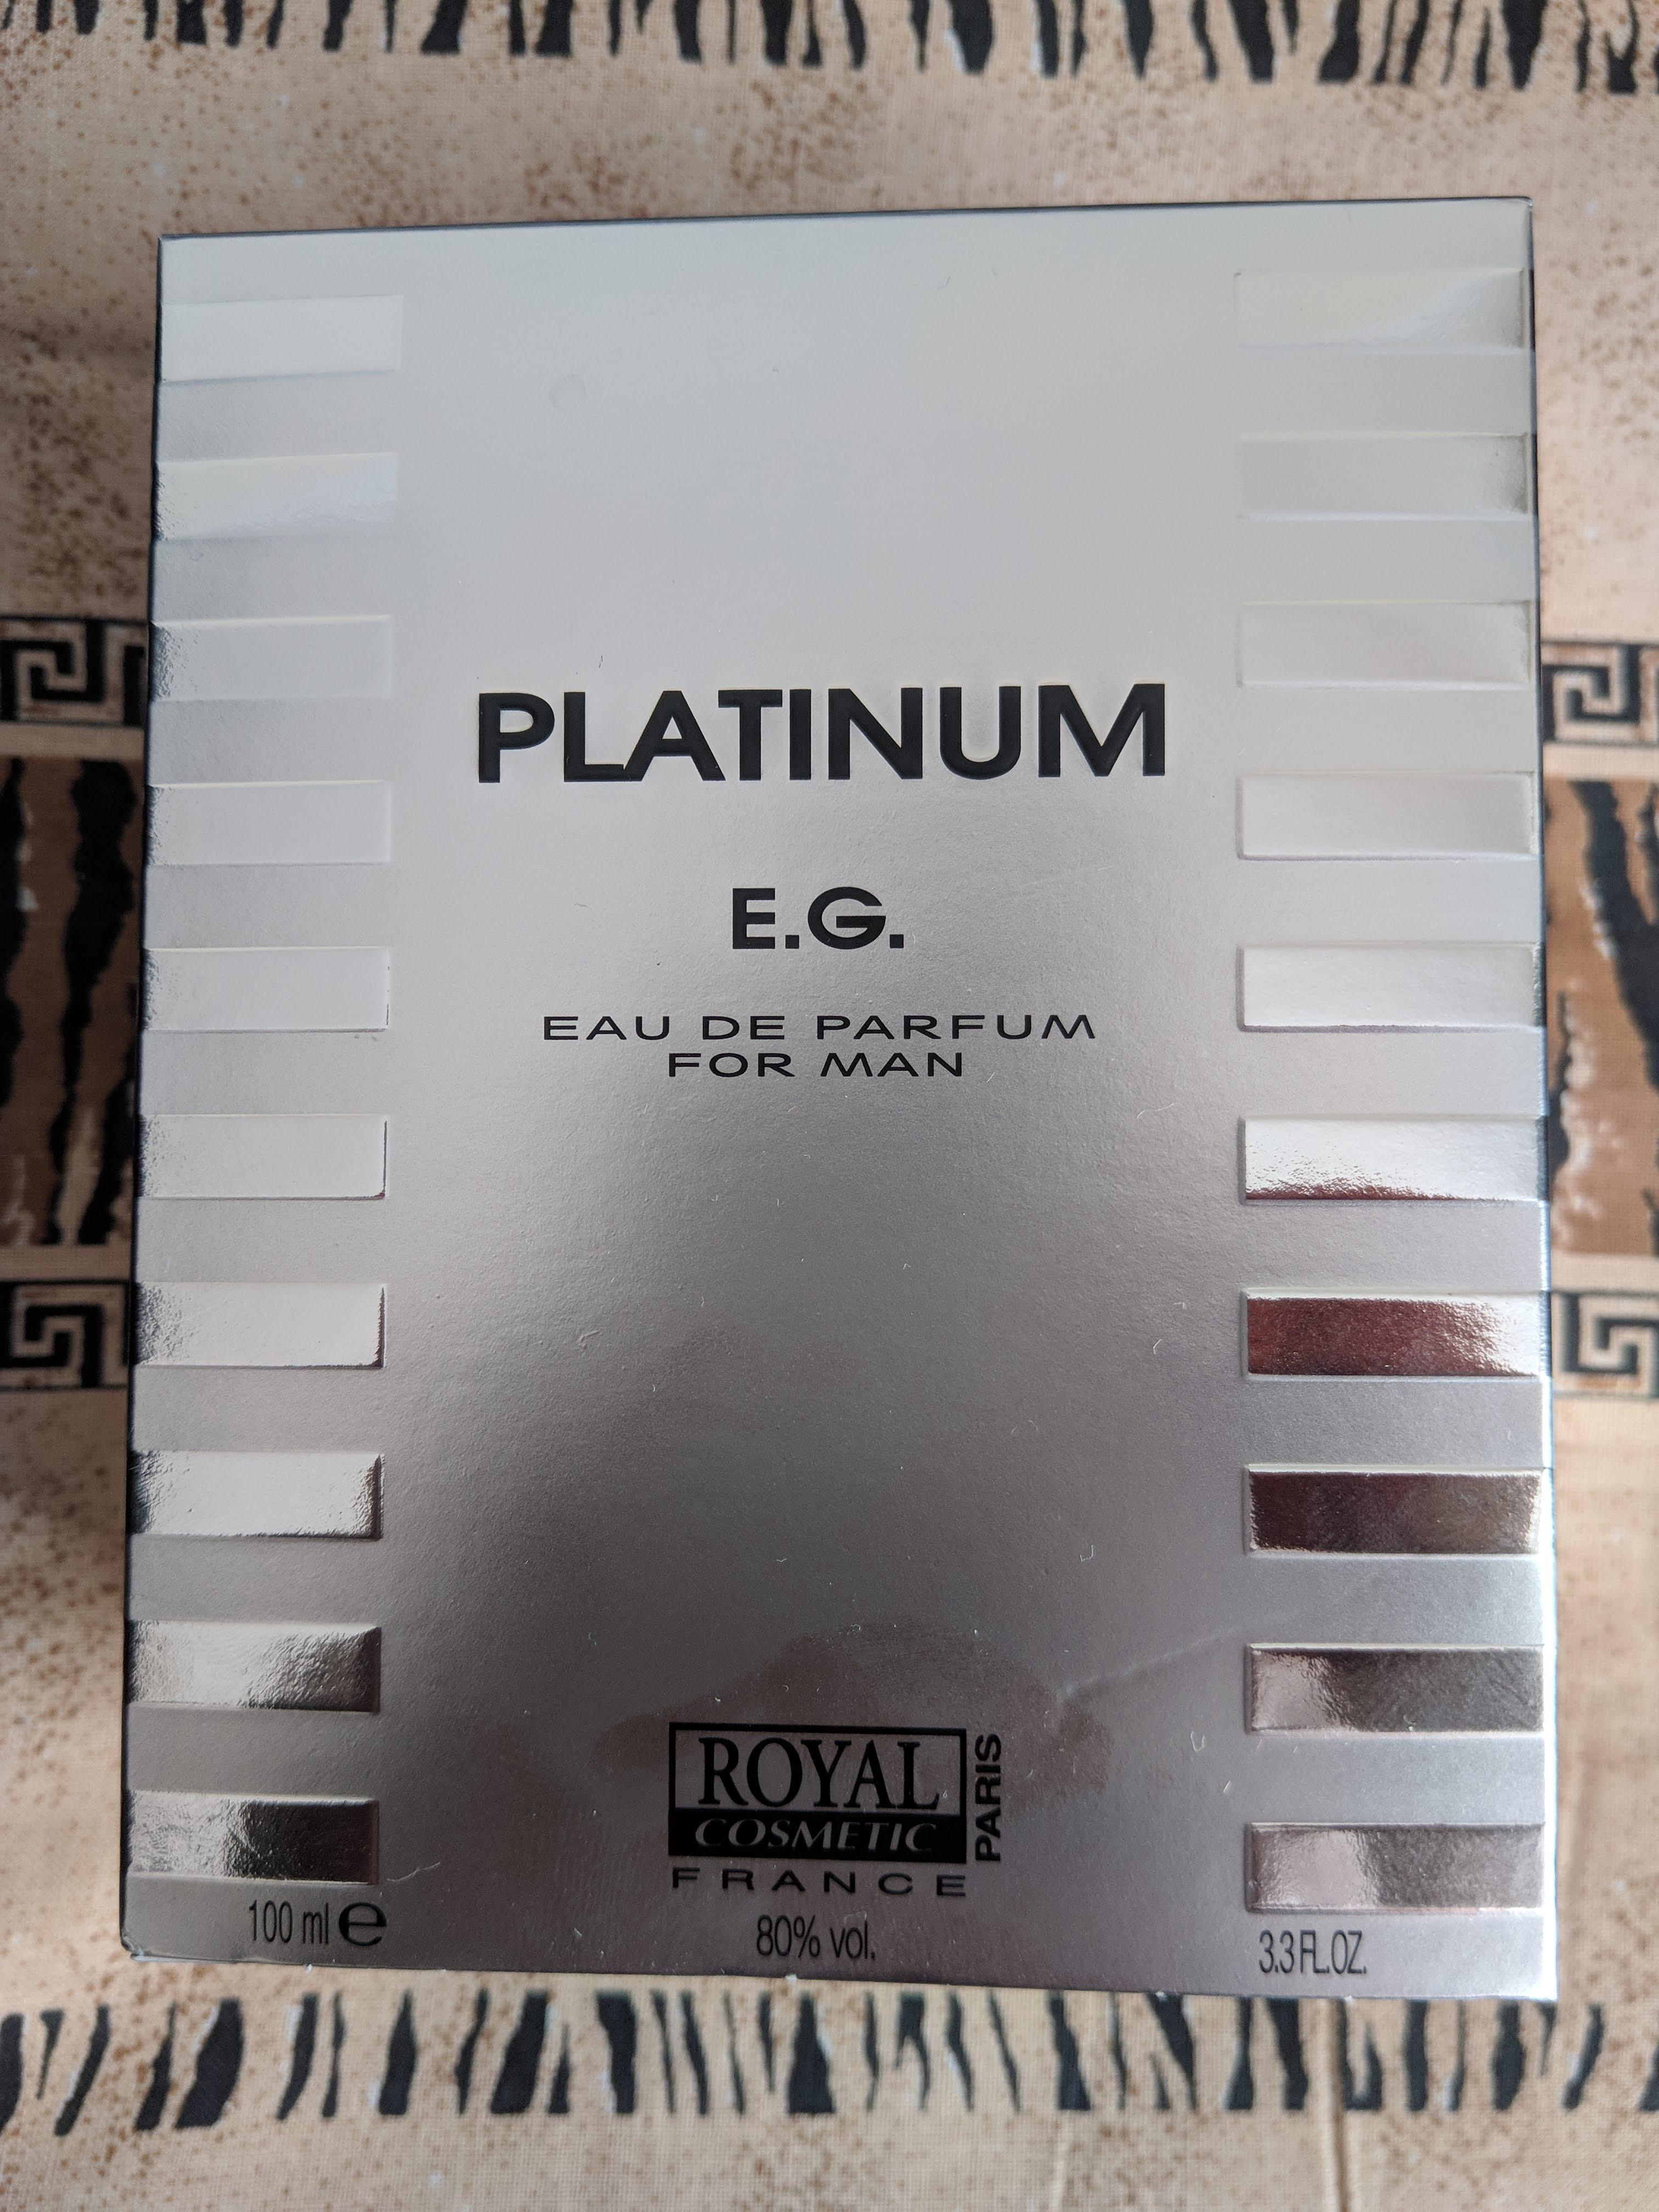 PLATINUM
E.G.
EAU DE PARFUM
FOR MAN
ROYAL
COSMETIC
PARIS
FRANCE
100 ml e
80% vol.
3.3 FL.OZ.